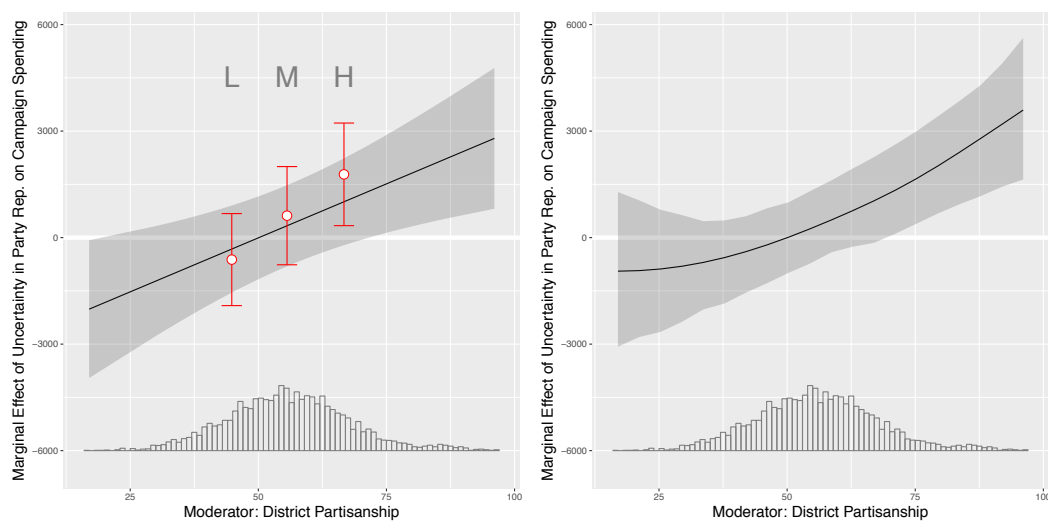 Marginal Effect of Uncertainty in Party Rep. on Campaign Spending
6000
3000
0
−3000
−6000
L M H
25 50 75 100
Moderator: District Partisanship
Marginal Effect of Uncertainty in Party Rep. on Campaign Spending
6000
3000
0
−3000
−6000
25 50 75 100
Moderator: District Partisanship